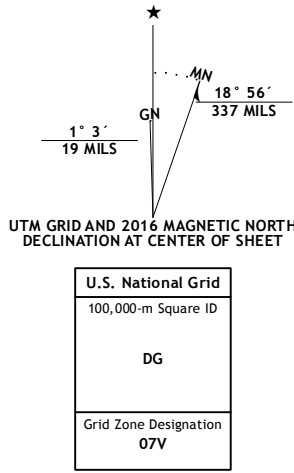 ★
MN
GN
18° 56´
337 MILS
1° 3´
19 MILS
UTM GRID AND 2016 MAGNETIC NORTH
DECLINATION AT CENTER OF SHEET
U.S. National Grid
100,000-m Square ID
DG
Grid Zone Designation
07V